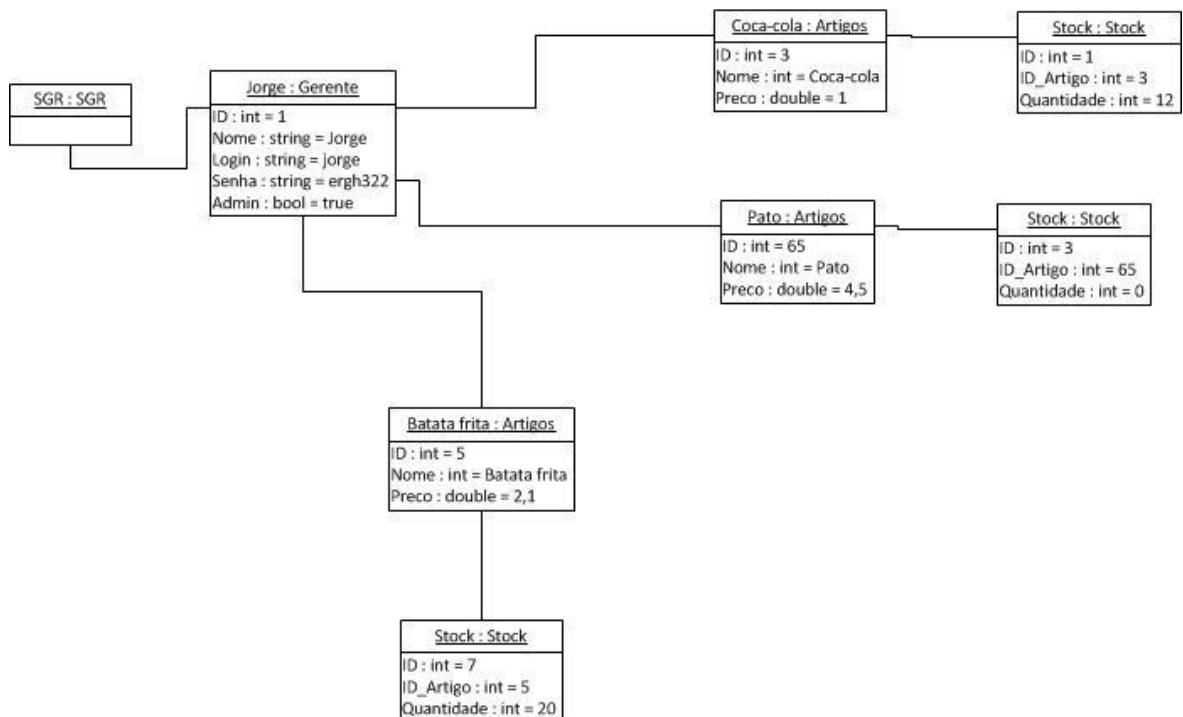 SGR : SGR
Jorge : Gerente
ID : int = 1
Nome : string = Jorge
Login : string = jorge
Senha : string = ergh322
Admin : bool = true
Coca-cola : Artigos
ID : int = 3
Nome : int = Coca-cola
Preco : double = 1
Stock : Stock
ID : int = 1
ID_Artigo : int = 3
Quantidade : int = 12
Pato : Artigos
ID : int = 65
Nome : int = Pato
Preco : double = 4,5
Stock : Stock
ID : int = 3
ID_Artigo : int = 65
Quantidade : int = 0
Batata frita : Artigos
ID : int = 5
Nome : int = Batata frita
Preco : double = 2,1
Stock : Stock
ID : int = 7
ID_Artigo : int = 5
Quantidade : int = 20